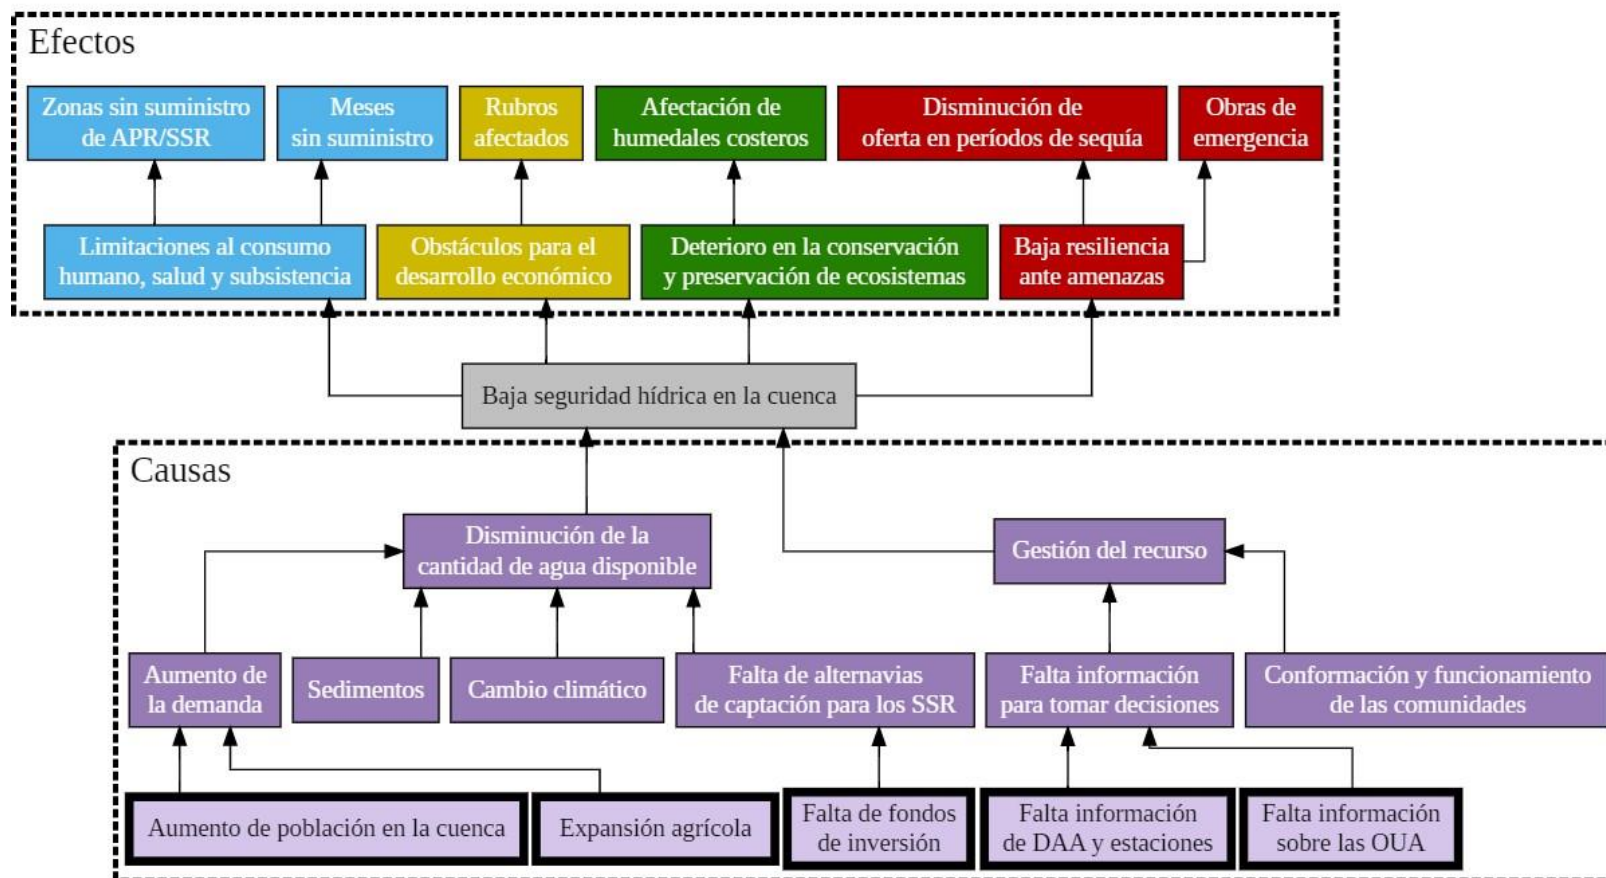 Efectos
Zonas sin suministro
de APR/SSR
Meses
sin suministro
Rubros
afectados
Afectación de
humedales costeros
Disminución de
oferta en períodos de sequía
Obras de
emergencia
Limitaciones al consumo
humano, salud y subsistencia
Obstáculos para el
desarrollo económico
Deterioro en la conservación
y preservación de ecosistemas
Baja resiliencia
ante amenazas
Baja seguridad hídrica en la cuenca
Causas
Disminución de la
cantidad de agua disponible
Gestión del recurso
Aumento de
la demanda
Sedimentos
Cambio climático
Falta de alternavias
de captación para los SSR
Falta información
para tomar decisiones
Conformación y funcionamiento
de las comunidades
Aumento de población en la cuenca
Expansión agrícola
Falta de fondos
de inversión
Falta información
de DAA y estaciones
Falta información
sobre las OUA